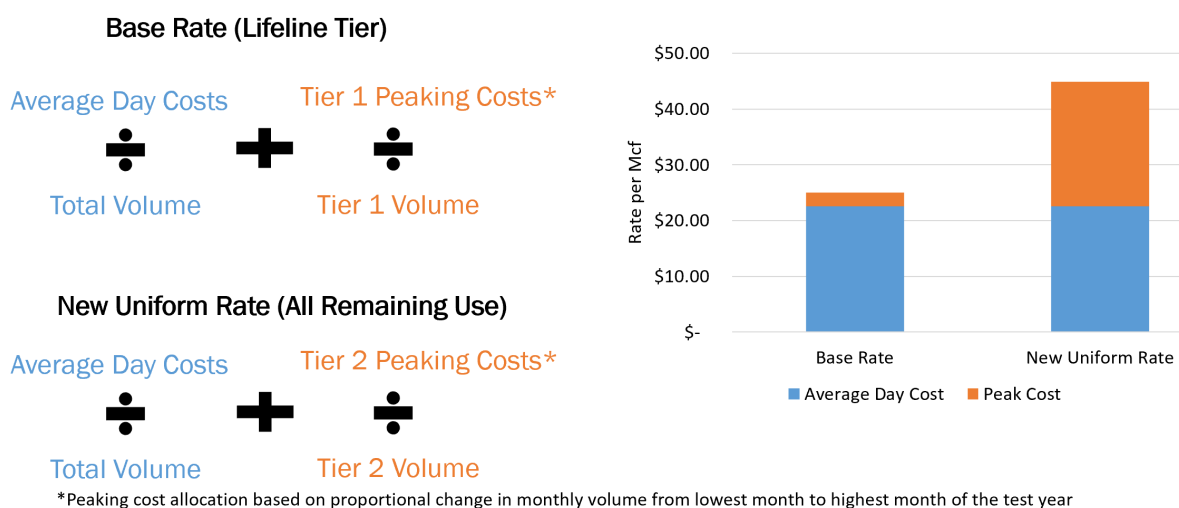 Base Rate (Lifeline Tier)
Average Day Costs
Tier 1 Peaking Costs*
÷ + ÷
Total Volume
Tier 1 Volume
New Uniform Rate (All Remaining Use)
Average Day Costs
Tier 2 Peaking Costs*
÷ + ÷
Total Volume
Tier 2 Volume
$50.00
$40.00
$30.00
$20.00
$10.00
$-
Rate per Mcf
Base Rate
New Uniform Rate
Average Day Cost
Peak Cost
*Peaking cost allocation based on proportional change in monthly volume from lowest month to highest month of the test year